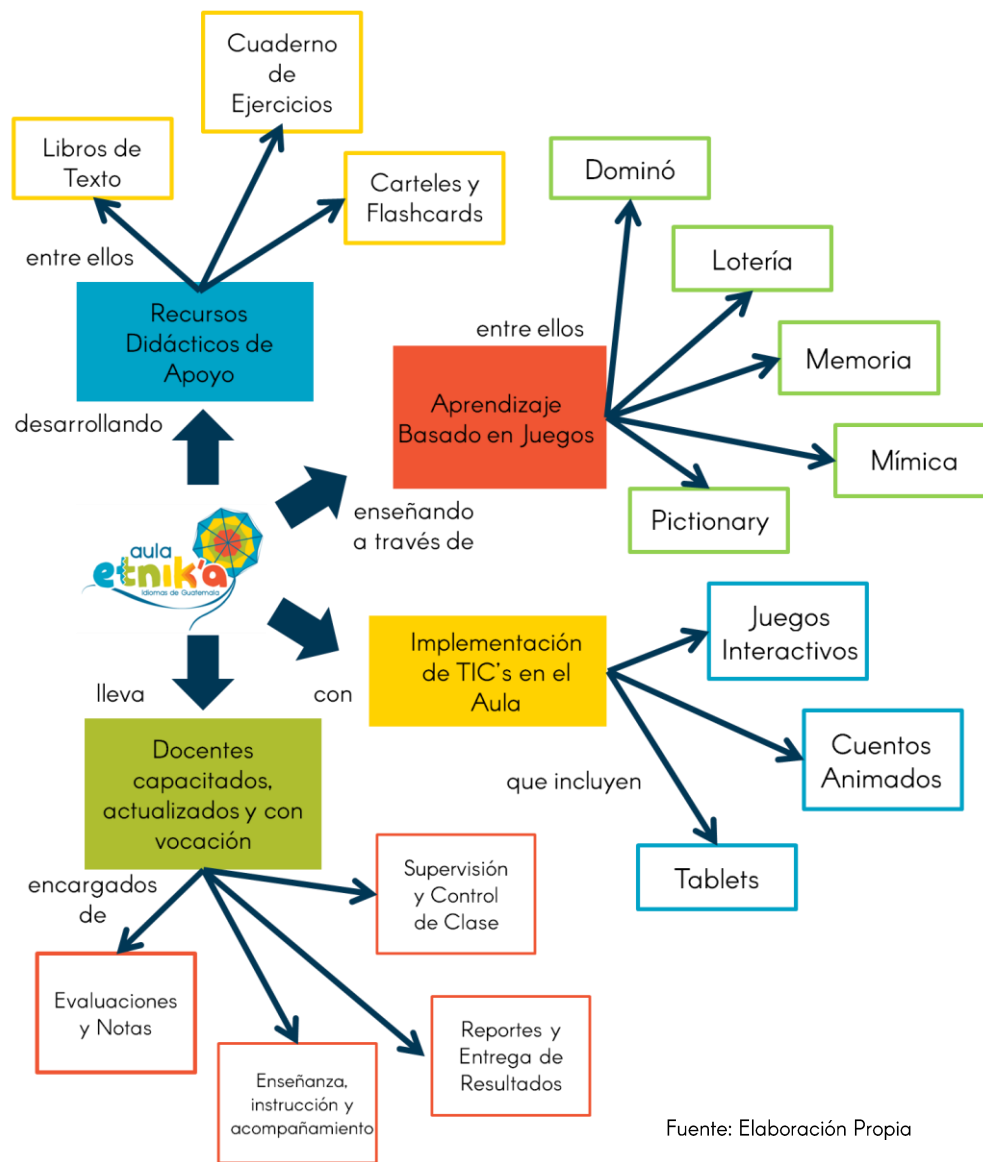 Cuaderno
de
Ejercicios
Libros de
Texto
Carteles y
Flashcards
entre ellos
Recursos
Didácticos de
Apoyo
desarrollando
Dominó
Lotería
Memoria
Mímica
Pictionary
entre ellos
Aprendizaje
Basado en Juegos
enseñando
a través de
aula
etnik'a
Idiomas de Guatemala
Implementación
de TIC's en el
Aula
con
Juegos
Interactivos
Cuentos
Animados
Tablets
que incluyen
lleva
Docentes
capacitados,
actualizados y con
vocación
encargados
de
Supervisión
y Control
de Clase
Evaluaciones
y Notas
Enseñanza,
instrucción y
acompañamiento
Reportes y
Entrega de
Resultados
Fuente: Elaboración Propia